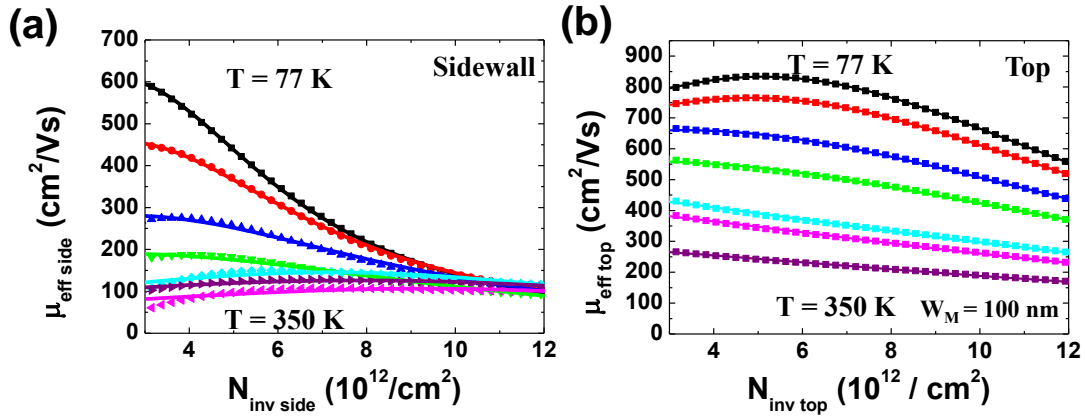 (a)
700
600
500
400
300
200
100
0
4
6
8
10
12
μeff side (cm²/Vs)
Ninv side (10¹²/cm²)
T = 77 K
Sidewall
T = 350 K
(b)
900
800
700
600
500
400
300
200
100
0
4
6
8
10
12
μeff top (cm²/Vs)
Ninv top (10¹² / cm²)
T = 77 K
Top
T = 350 K
WM = 100 nm